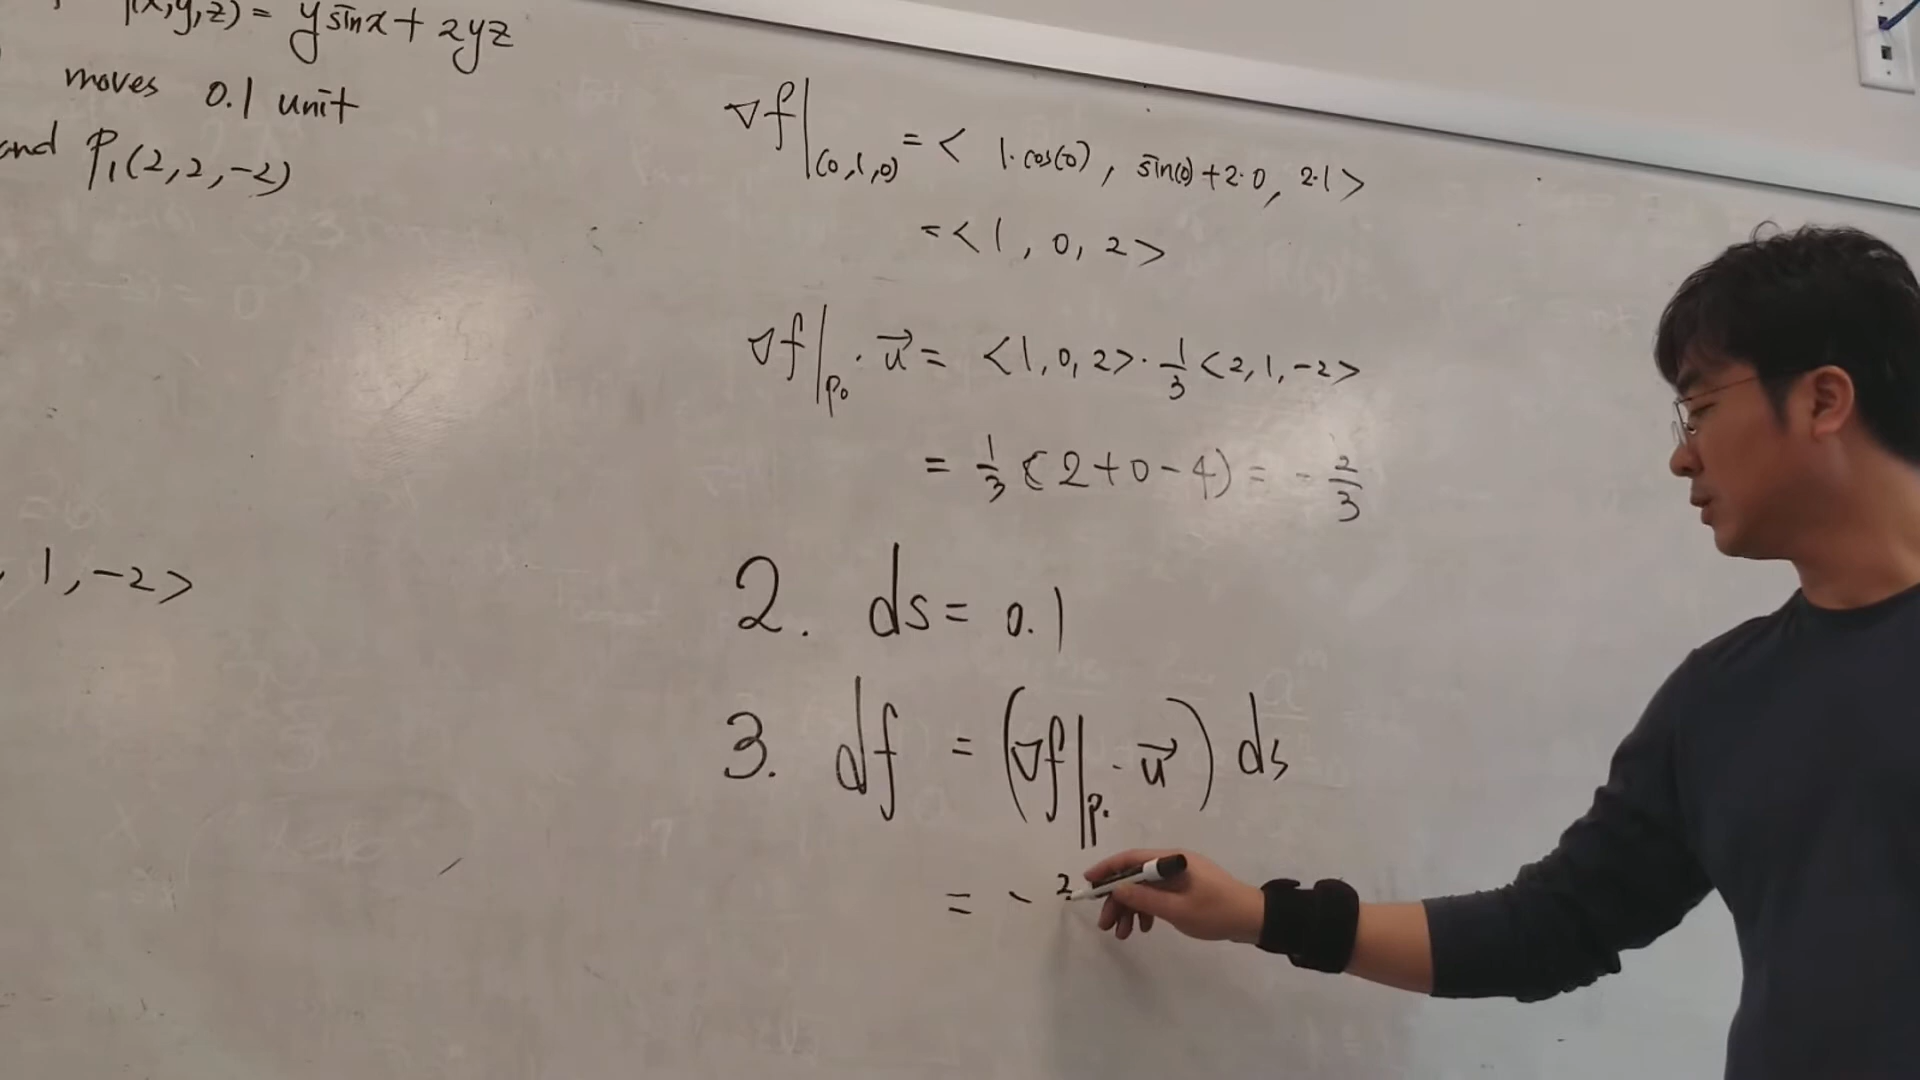 f(x,y,z) = y sinx + 2yz
moves 0.1 unit
and P₁(2,2,-2)
, 1, -2>
∇f|(0,1,0) = < 1·cos(0), sin(0)+2·0, 2·1>
= <1, 0, 2>
∇f|P₀ · u⃗ = <1,0,2> · 1/3 <2,1,-2>
= 1/3 (2+0-4) = - 2/3
2. ds = 0.1
3. df = (∇f|P₀ · u⃗) ds
= - 2